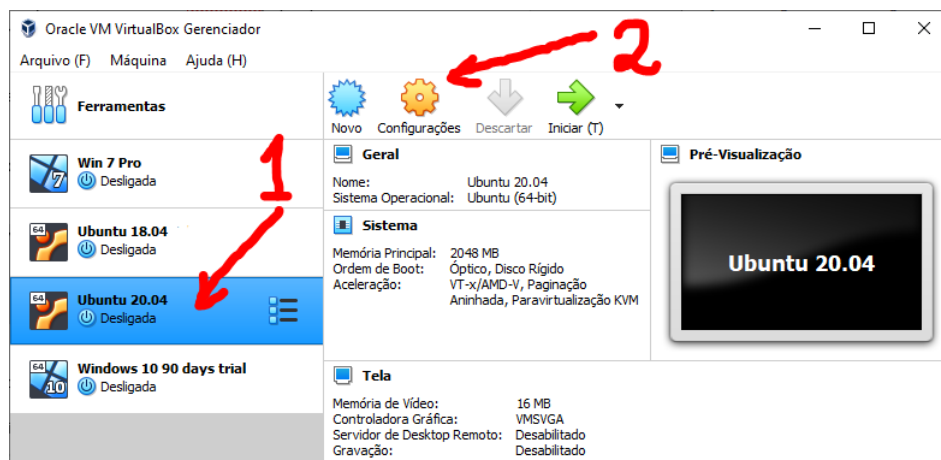 Oracle VM VirtualBox Gerenciador
Arquivo (F) Máquina Ajuda (H)
Ferramentas
Win 7 Pro
7
Desligada
64
Ubuntu 18.04
Desligada
64
Ubuntu 20.04
Desligada
64
Windows 10 90 days trial
10
Desligada
1
2
Novo Configurações Descartar Iniciar (T)
Geral
Nome: Ubuntu 20.04
Sistema Operacional: Ubuntu (64-bit)
Sistema
Memória Principal: 2048 MB
Ordem de Boot: Óptico, Disco Rígido
Aceleração: VT-x/AMD-V, Paginação
Aninhada, Paravirtualização KVM
Pré-Visualização
Ubuntu 20.04
Tela
Memória de Vídeo: 16 MB
Controladora Gráfica: VMSVGA
Servidor de Desktop Remoto: Desabilitado
Gravação: Desabilitado